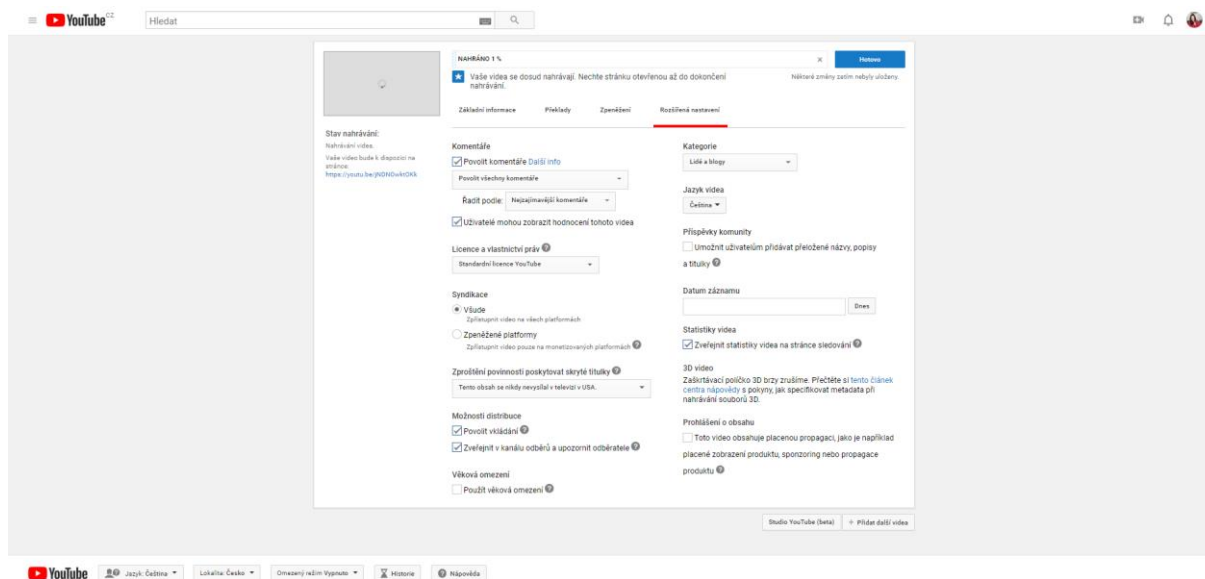 YouTube CZ
Hledat
NAHRÁNO 1 %
Hotovo
Vaše videa se dosud nahrávají. Nechte stránku otevřenou až do dokončení
nahrávání.
Některé změny zatím nebyly uloženy.
Základní informace
Překlady
Zpeněžení
Rozšířená nastavení
Stav nahrávání:
Nahrávání videa.
Vaše video bude k dispozici na
stránce:
Komentáře
Povolit komentáře Další info
Povolit všechny komentáře
Řadit podle: Nejzajímavější komentáře
Uživatelé mohou zobrazit hodnocení tohoto videa
Licence a vlastnictví práv
Standardní licence YouTube
Syndikace
Všude
Zpřístupnit video na všech platformách
Zpeněžené platformy
Zpřístupnit video pouze na monetizovaných platformách
Zproštění povinnosti poskytovat skryté titulky
Tento obsah se nikdy nevysílal v televizi v USA.
Možnosti distribuce
Povolit vkládání
Zveřejnit v kanálu odběrů a upozornit odběratele
Věková omezení
Použít věková omezení
Kategorie
Lidé a blogy
Jazyk videa
Čeština
Příspěvky komunity
Umožnit uživatelům přidávat přeložené názvy, popisy
a titulky
Datum záznamu
Dnes
Statistiky videa
Zveřejnit statistiky videa na stránce sledování
3D video
Zaškrtávací políčko 3D brzy zrušíme. Přečtěte si tento článek
centra nápovědy s pokyny, jak specifikovat metadata při
nahrávání souborů 3D.
Prohlášení o obsahu
Toto video obsahuje placenou propagaci, jako je například
placené zobrazení produktu, sponzoring nebo propagace
produktu
Studio YouTube (beta)
+ Přidat další videa
YouTube
Jazyk: Čeština
Lokalita: Česko
Omezený režim Vypnuto
Historie
Nápověda